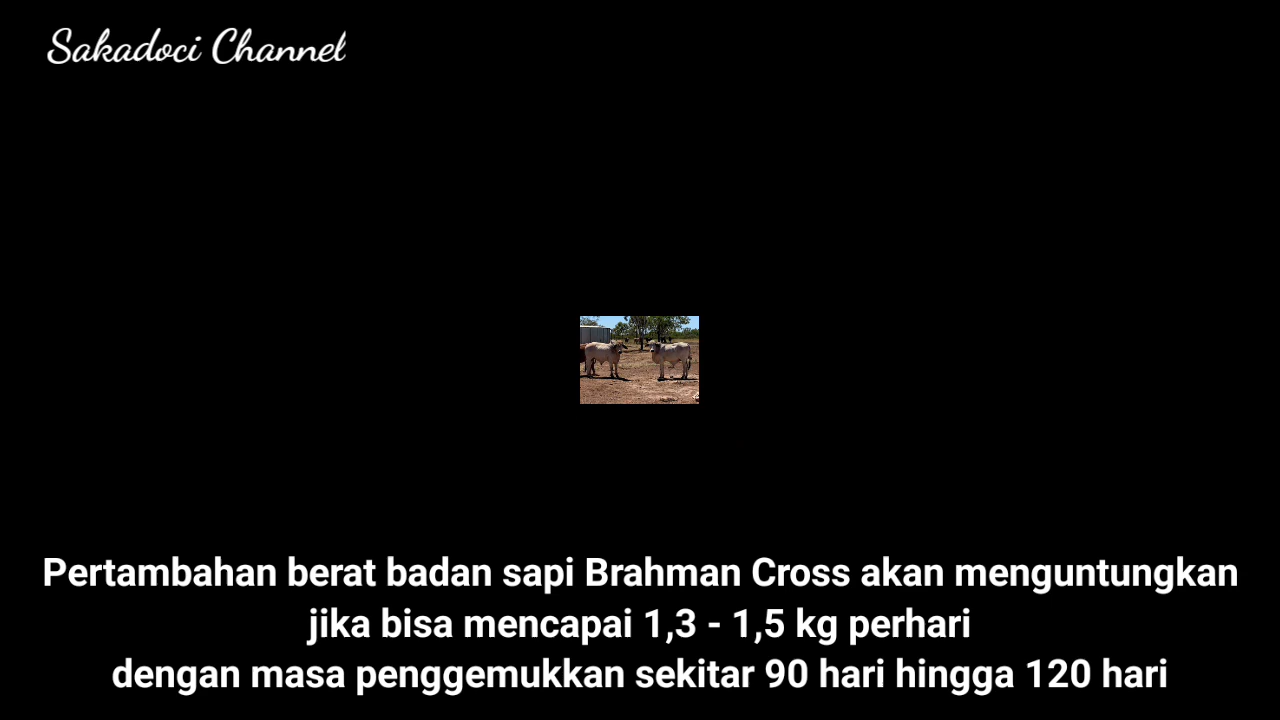 Sakadoci Channel
Pertambahan berat badan sapi Brahman Cross akan menguntungkan
jika bisa mencapai 1,3 - 1,5 kg perhari
dengan masa penggemukkan sekitar 90 hari hingga 120 hari